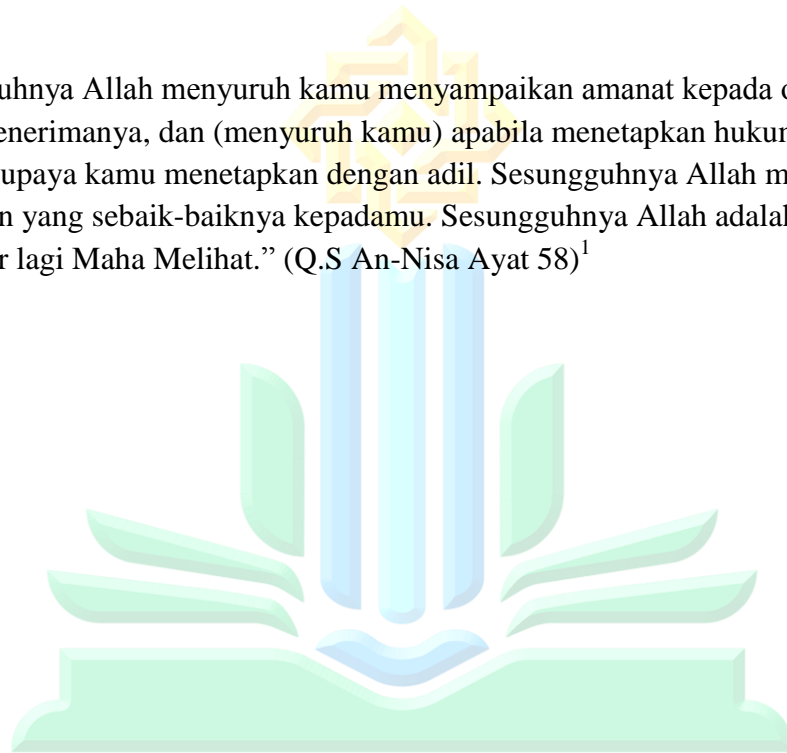 uhnya Allah menyuruh kamu menyampaikan amanat kepada o
enerimanya, dan (menyuruh kamu) apabila menetapkan hukun
upaya kamu menetapkan dengan adil. Sesungguhnya Allah m
n yang sebaik-baiknya kepadamu. Sesungguhnya Allah adalah
r lagi Maha Melihat.” (Q.S An-Nisa Ayat 58)1